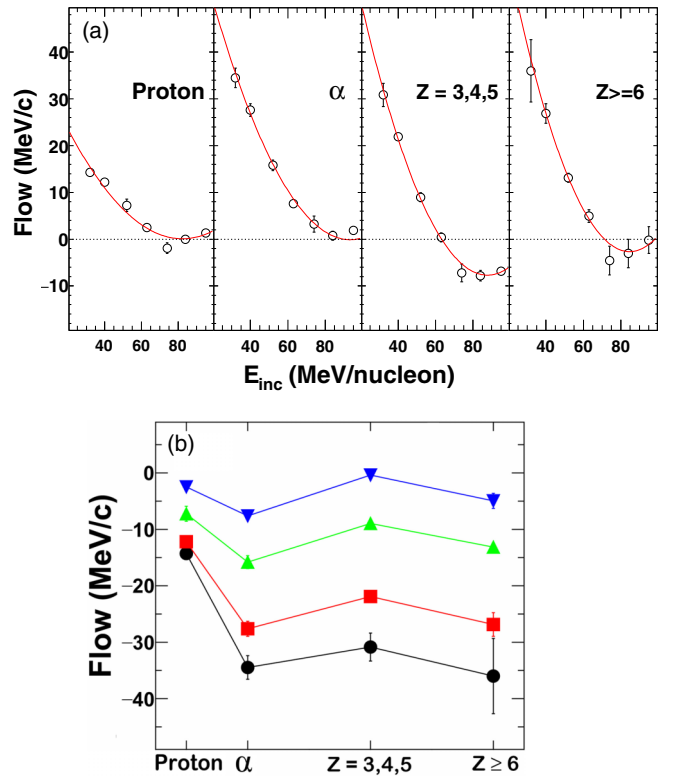 (a)
Proton
α
Z = 3,4,5
Z>=6
Flow (MeV/c)
40
30
20
10
0
−10
40 60 80
40 60 80
40 60 80
40 60 80
E_inc (MeV/nucleon)
(b)
Flow (MeV/c)
0
−10
−20
−30
−40
Proton α Z = 3,4,5 Z ≥ 6